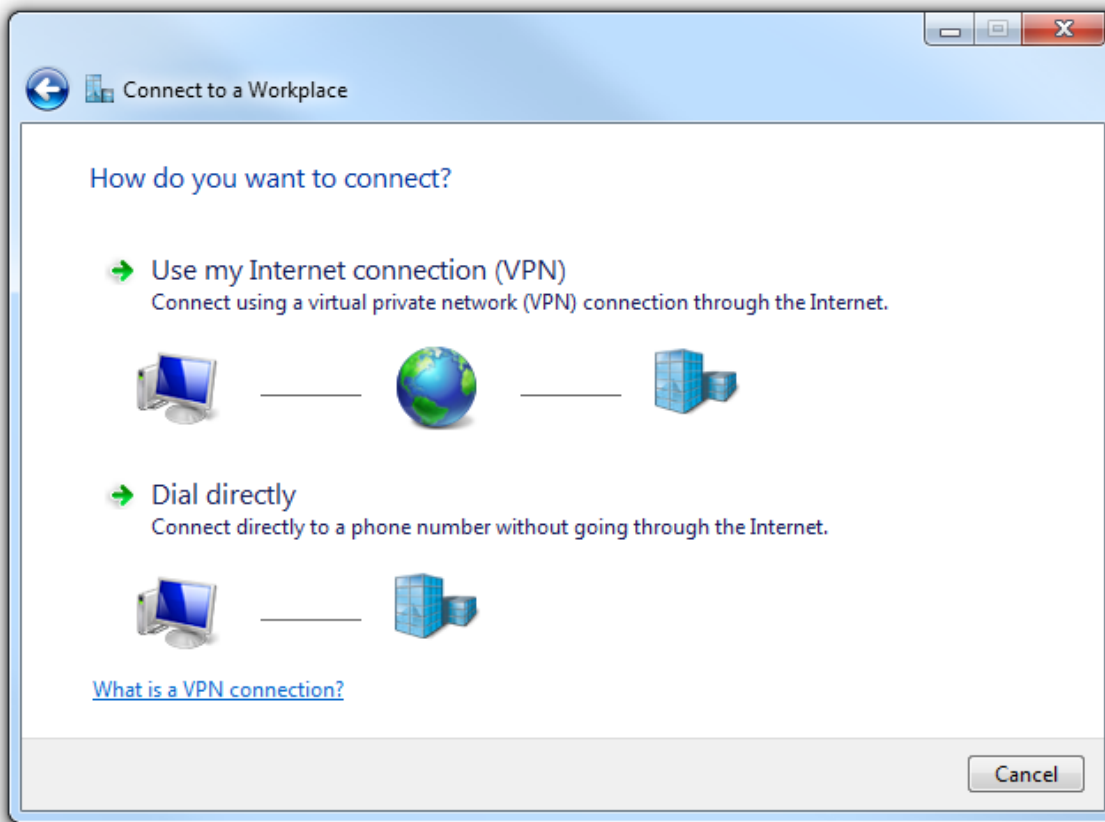 Connect to a Workplace
How do you want to connect?
Use my Internet connection (VPN)
Connect using a virtual private network (VPN) connection through the Internet.
Dial directly
Connect directly to a phone number without going through the Internet.
What is a VPN connection?
Cancel